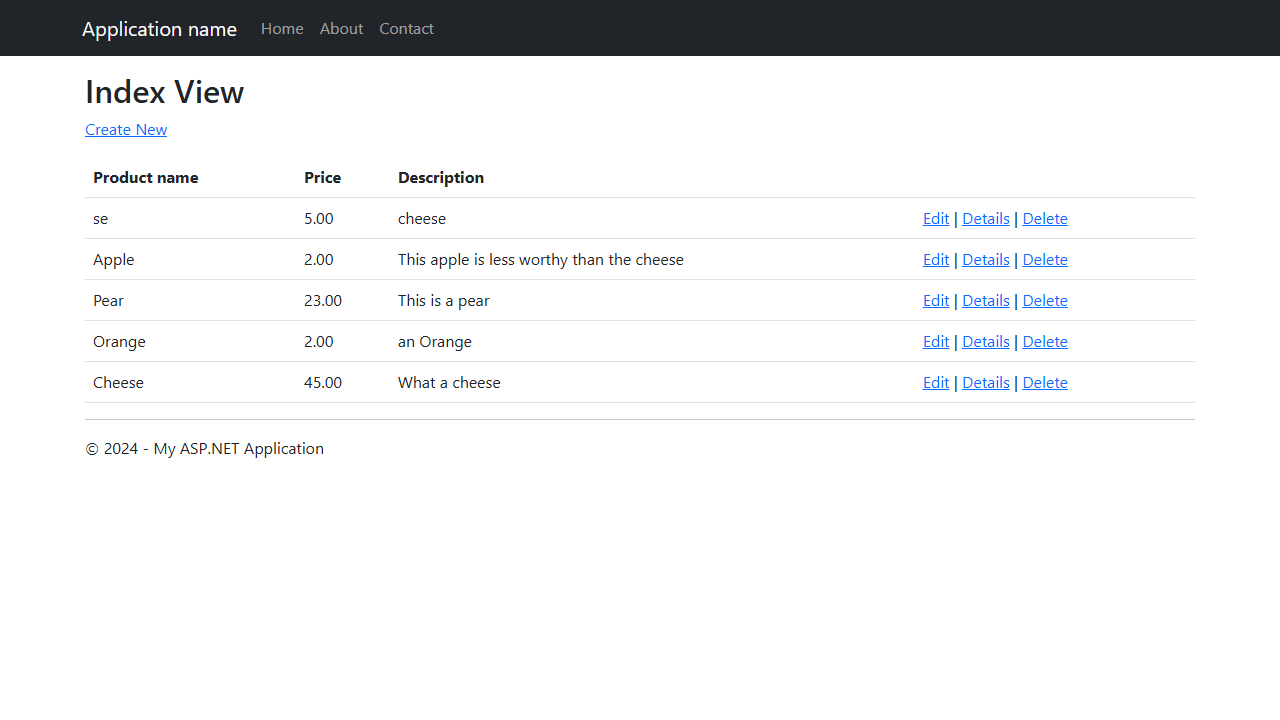 Application name Home About Contact
Index View
Create New
Product name Price Description
se 5.00 cheese Edit | Details | Delete
Apple 2.00 This apple is less worthy than the cheese Edit | Details | Delete
Pear 23.00 This is a pear Edit | Details | Delete
Orange 2.00 an Orange Edit | Details | Delete
Cheese 45.00 What a cheese Edit | Details | Delete
© 2024 - My ASP.NET Application